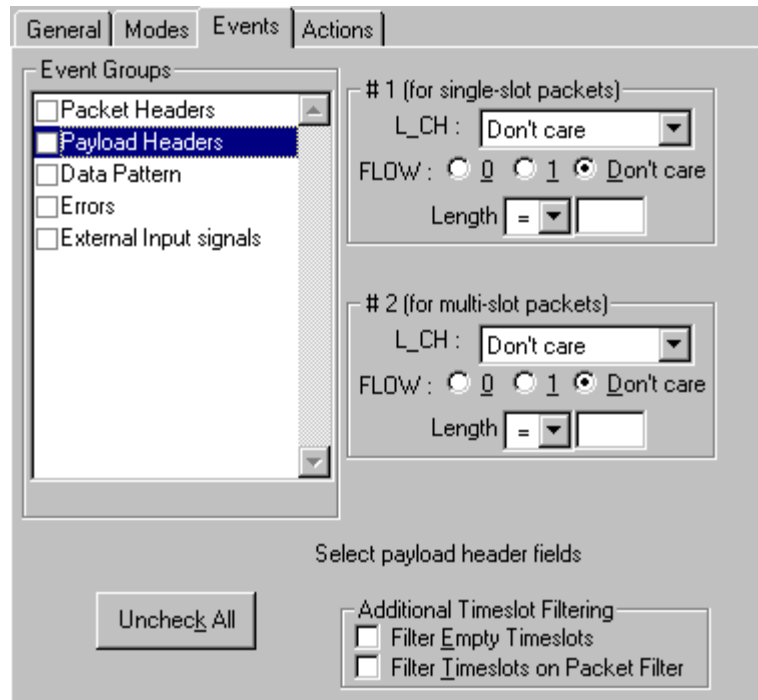 General Modes Events Actions
Event Groups
Packet Headers
Payload Headers
Data Pattern
Errors
External Input signals
# 1 (for single-slot packets)
L_CH : Don't care
FLOW : 0 1 Don't care
Length =
# 2 (for multi-slot packets)
L_CH : Don't care
FLOW : 0 1 Don't care
Length =
Select payload header fields
Uncheck All
Additional Timeslot Filtering
Filter Empty Timeslots
Filter Timeslots on Packet Filter